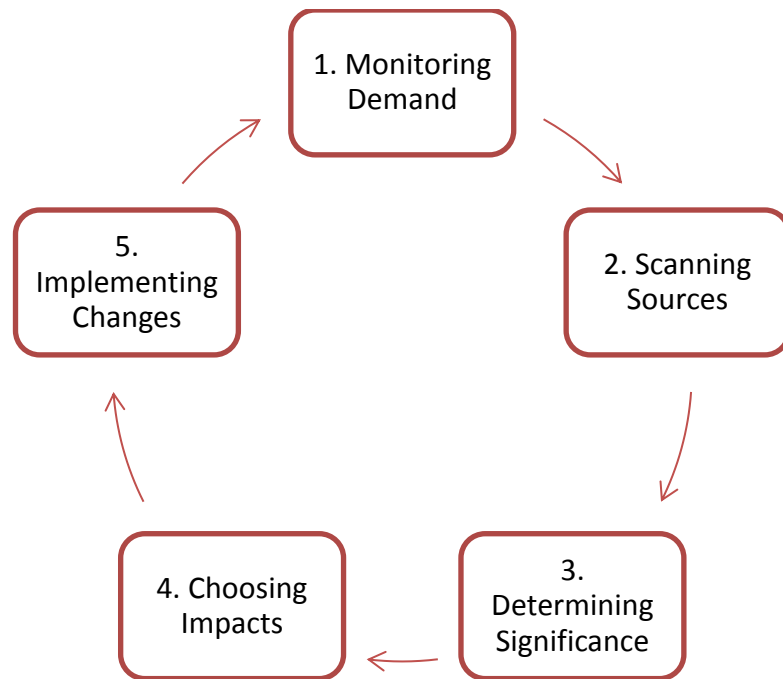 1. Monitoring
Demand
2. Scanning
Sources
3.
Determining
Significance
4. Choosing
Impacts
5.
Implementing
Changes